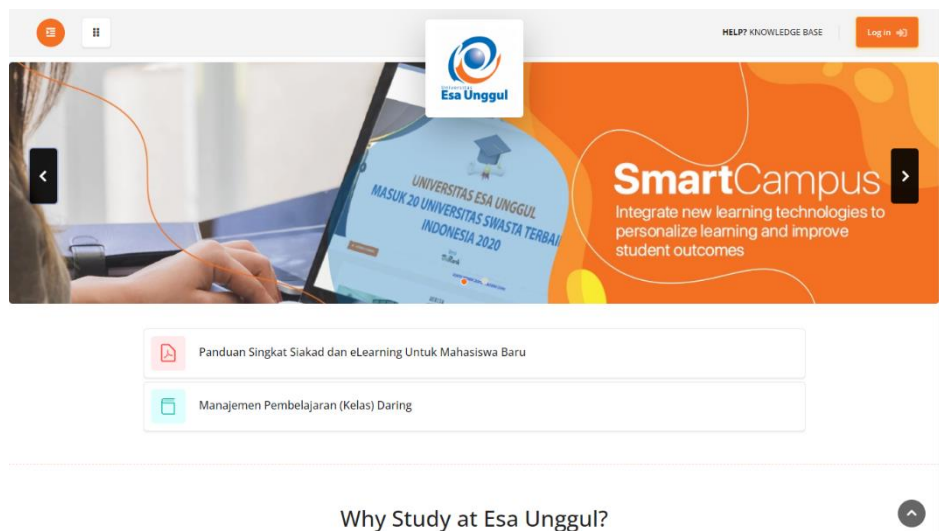 HELP? KNOWLEDGE BASE
Log in
Universitas
Esa Unggul
UNIVERSITAS ESA UNGGUL
MASUK 20 UNIVERSITAS SWASTA TERBAI
INDONESIA 2020
SmartCampus
Integrate new learning technologies to
personalize learning and improve
student outcomes
Panduan Singkat Siakad dan eLearning Untuk Mahasiswa Baru
Manajemen Pembelajaran (Kelas) Daring
Why Study at Esa Unggul?